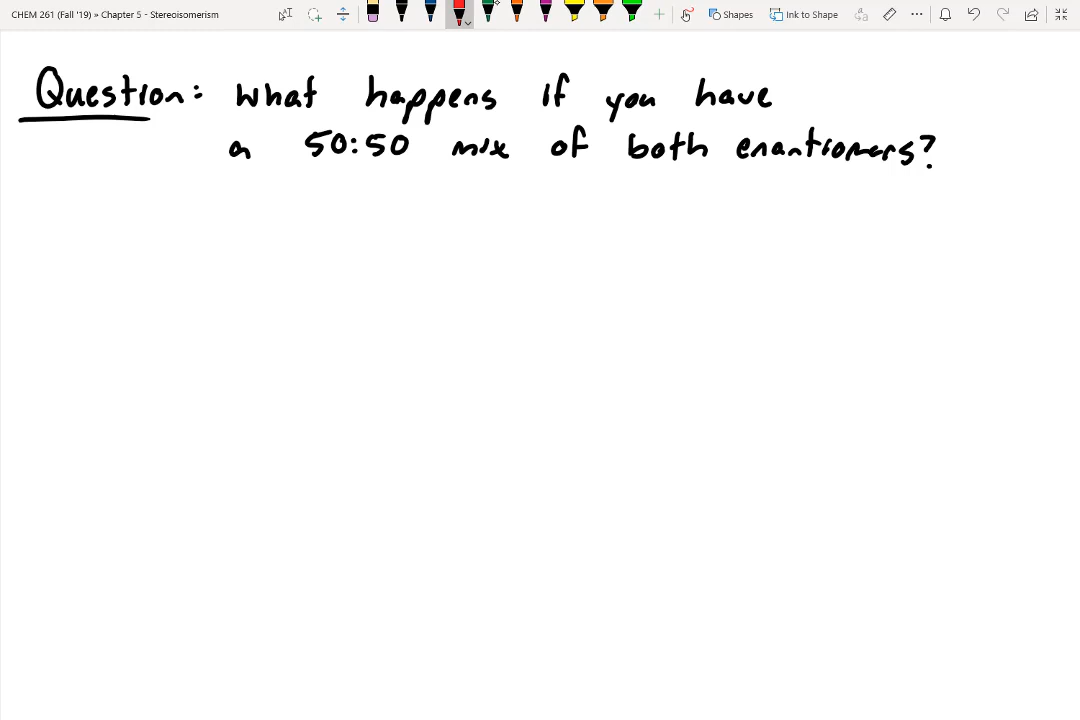 CHEM 261 (Fall '19) » Chapter 5 - Stereoisomerism
Shapes
Ink to Shape
Question: what happens if you have
a 50:50 mix of both enantiomers?